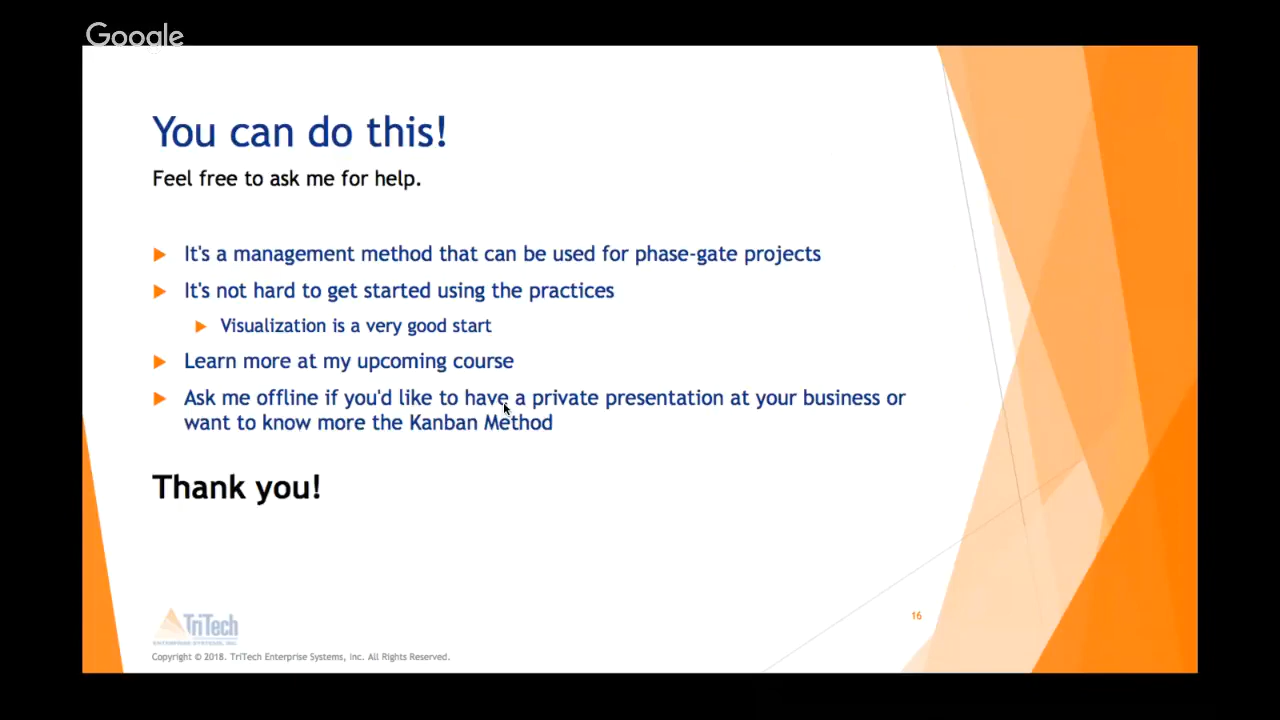 Google
You can do this!
Feel free to ask me for help.
It's a management method that can be used for phase-gate projects
It's not hard to get started using the practices
Visualization is a very good start
Learn more at my upcoming course
Ask me offline if you'd like to have a private presentation at your business or
want to know more the Kanban Method
Thank you!
16
TriTech
ENTERPRISE SYSTEMS, INC.
Copyright © 2018. TriTech Enterprise Systems, Inc. All Rights Reserved.